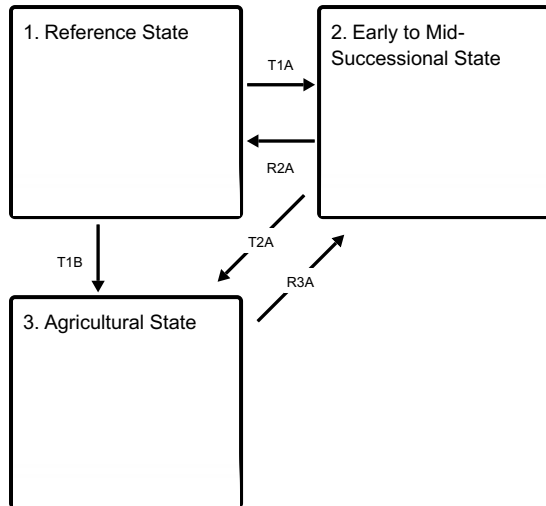 1. Reference State
2. Early to Mid-
Successional State
T1A
R2A
T1B
T2A
R3A
3. Agricultural State